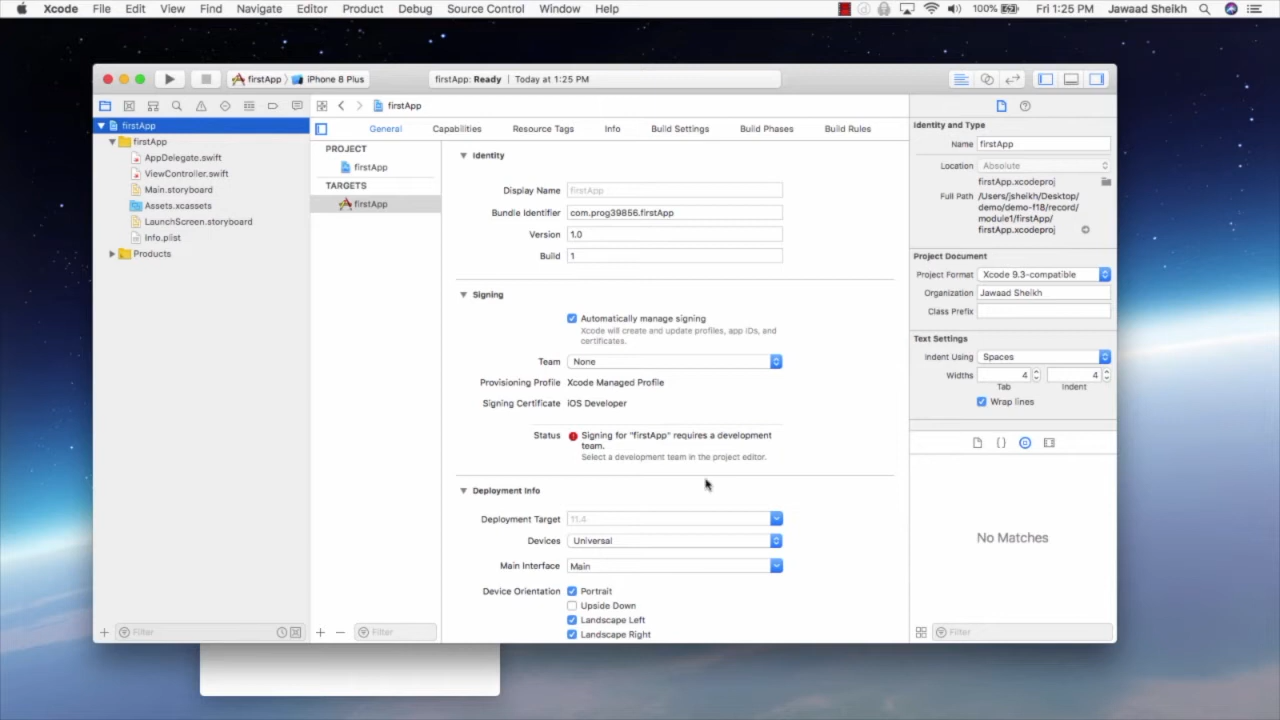 Xcode File Edit View Find Navigate Editor Product Debug Source Control Window Help 100% Fri 1:25 PM Jawaad Sheikh
firstApp iPhone 8 Plus firstApp: Ready Today at 1:25 PM
firstApp
firstApp
firstApp
AppDelegate.swift
ViewController.swift
Main.storyboard
Assets.xcassets
LaunchScreen.storyboard
Info.plist
Products
Filter
General Capabilities Resource Tags Info Build Settings Build Phases Build Rules
PROJECT
firstApp
TARGETS
firstApp
Filter
Identity
Display Name firstApp
Bundle Identifier com.prog39856.firstApp
Version 1.0
Build 1
Signing
Automatically manage signing
Xcode will create and update profiles, app IDs, and
certificates.
Team None
Provisioning Profile Xcode Managed Profile
Signing Certificate iOS Developer
Status Signing for "firstApp" requires a development
team.
Select a development team in the project editor.
Deployment Info
Deployment Target 11.4
Devices Universal
Main Interface Main
Device Orientation Portrait
Upside Down
Landscape Left
Landscape Right
Identity and Type
Name firstApp
Location Absolute
firstApp.xcodeproj
Full Path /Users/jsheikh/Desktop/
demo/demo-f18/record/
module1/firstApp/
firstApp.xcodeproj
Project Document
Project Format Xcode 9.3-compatible
Organization Jawaad Sheikh
Class Prefix
Text Settings
Indent Using Spaces
Widths 4 4
Tab Indent
Wrap lines
No Matches
Filter